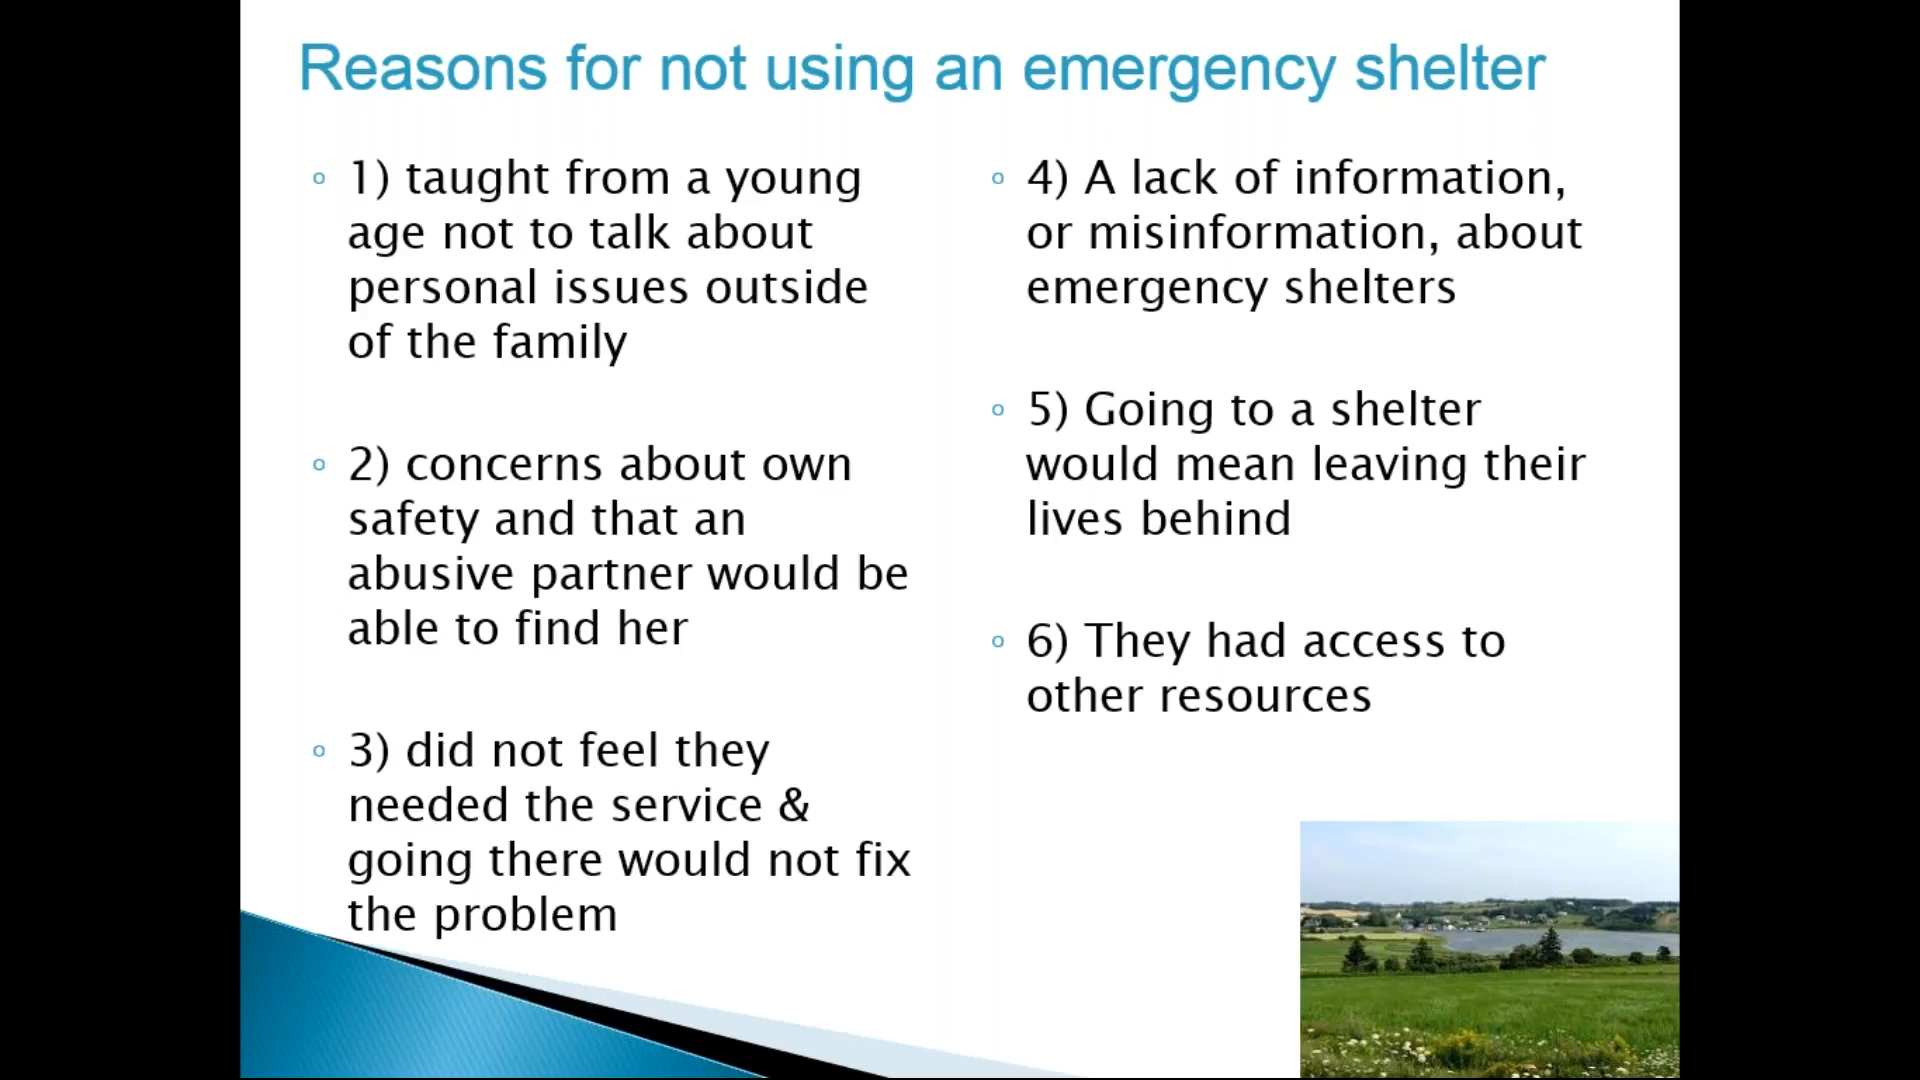 Reasons for not using an emergency shelter
1) taught from a young
age not to talk about
personal issues outside
of the family
2) concerns about own
safety and that an
abusive partner would be
able to find her
3) did not feel they
needed the service &
going there would not fix
the problem
4) A lack of information,
or misinformation, about
emergency shelters
5) Going to a shelter
would mean leaving their
lives behind
6) They had access to
other resources